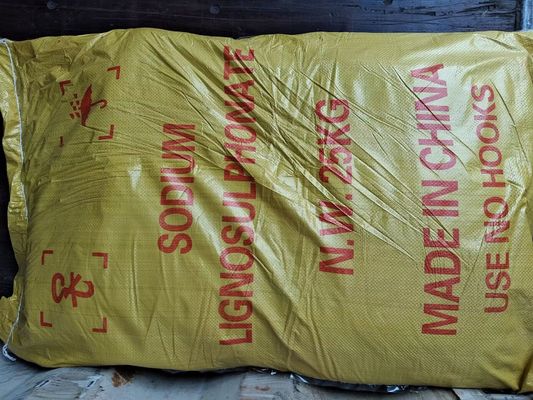 SODIUM
LIGNOSULPHONATE
N.W. 25KG
MADE IN CHINA
USE NO HOOKS